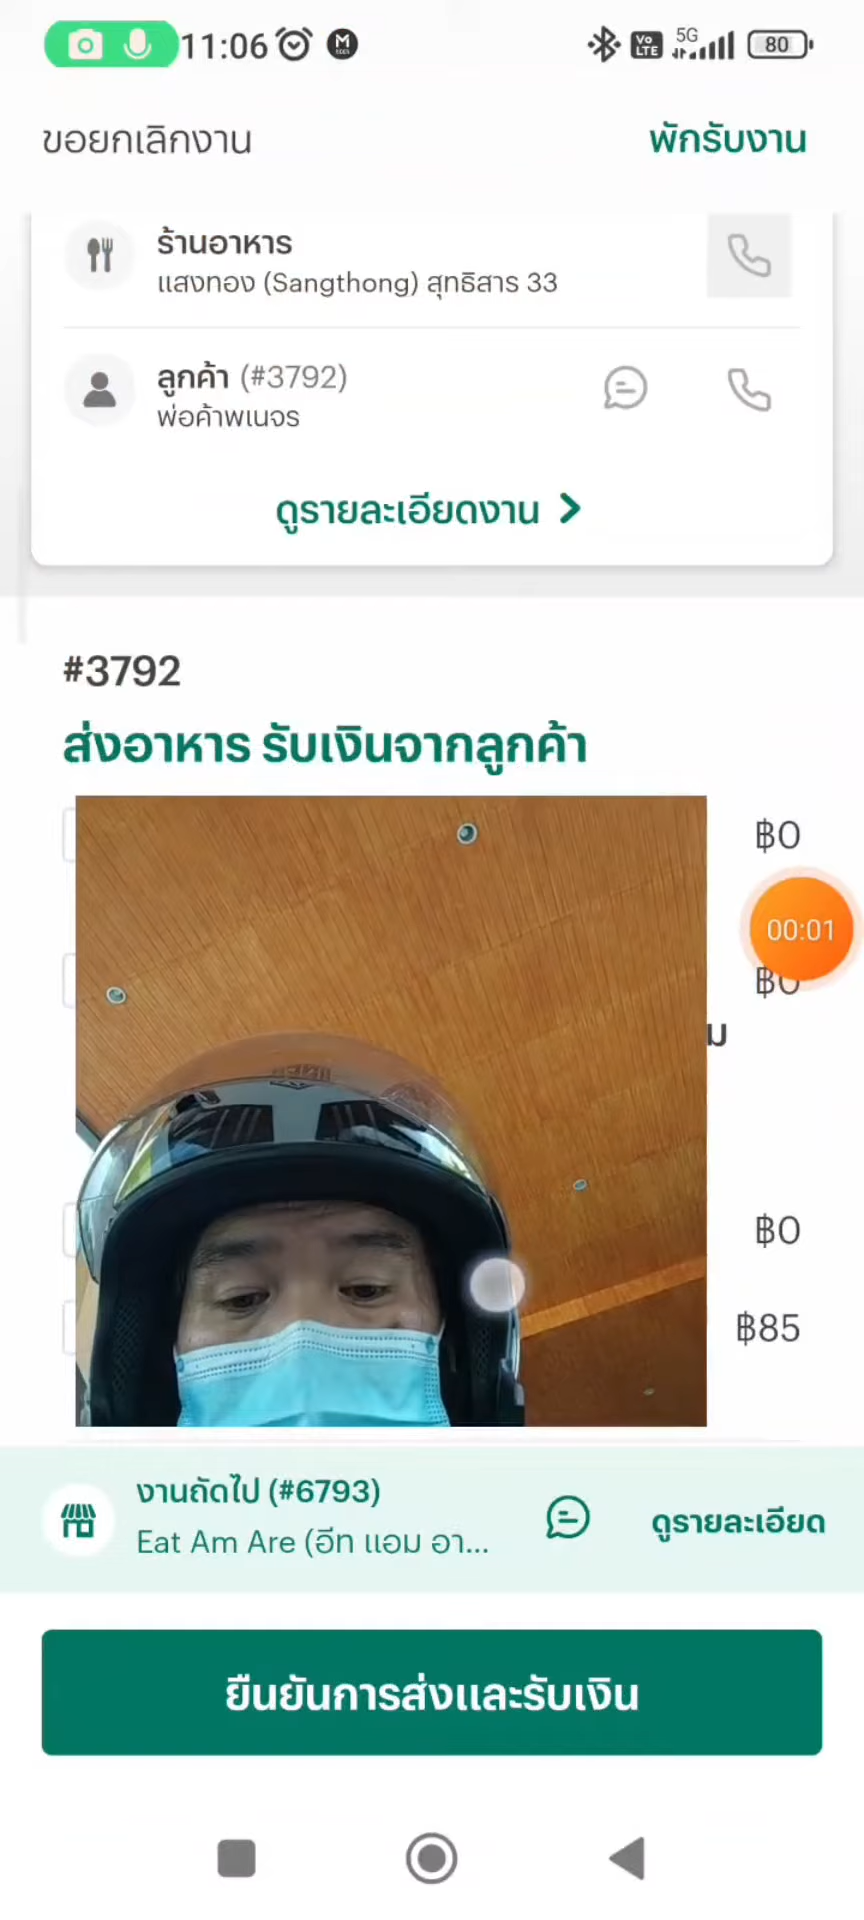 11:06 M Vo LTE 5G 80
ขอยกเลิกงาน พักรับงาน
ร้านอาหาร
แสงทอง (Sangthong) สุทธิสาร 33
ลูกค้า (#3792)
พ่อค้าพเนจร
ดูรายละเอียดงาน
#3792
ส่งอาหาร รับเงินจากลูกค้า
฿0
00:01
฿0
ม
฿0
฿85
งานถัดไป (#6793)
Eat Am Are (อีท แอม อา...
ดูรายละเอียด
ยืนยันการส่งและรับเงิน